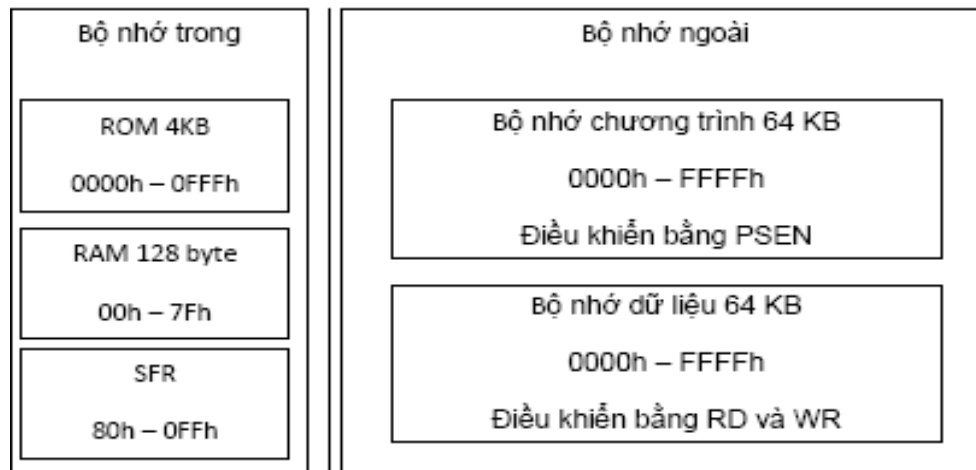 Bộ nhớ trong
ROM 4KB
0000h – 0FFFh
RAM 128 byte
00h – 7Fh
SFR
80h – 0FFh
Bộ nhớ ngoài
Bộ nhớ chương trình 64 KB
0000h – FFFFh
Điều khiển bằng PSEN
Bộ nhớ dữ liệu 64 KB
0000h – FFFFh
Điều khiển bằng RD và WR